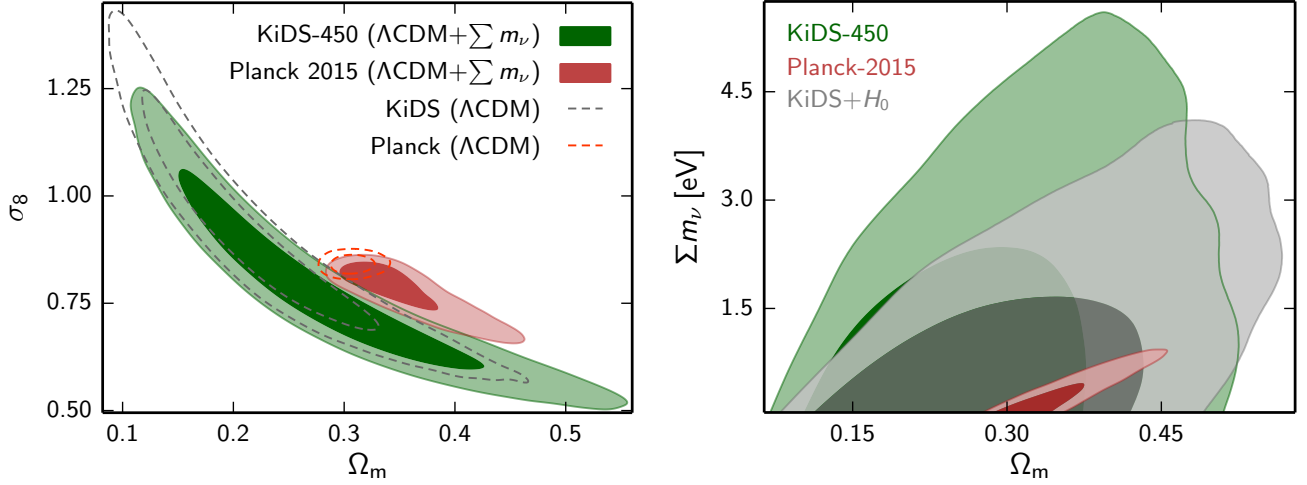 KiDS-450 (ΛCDM+∑ mν)
Planck 2015 (ΛCDM+∑ mν)
KiDS (ΛCDM)
Planck (ΛCDM)
1.25
1.00
0.75
0.50
σ8
0.1 0.2 0.3 0.4 0.5
Ωm
KiDS-450
Planck-2015
KiDS+H0
4.5
3.0
1.5
Σmν [eV]
0.15 0.30 0.45
Ωm